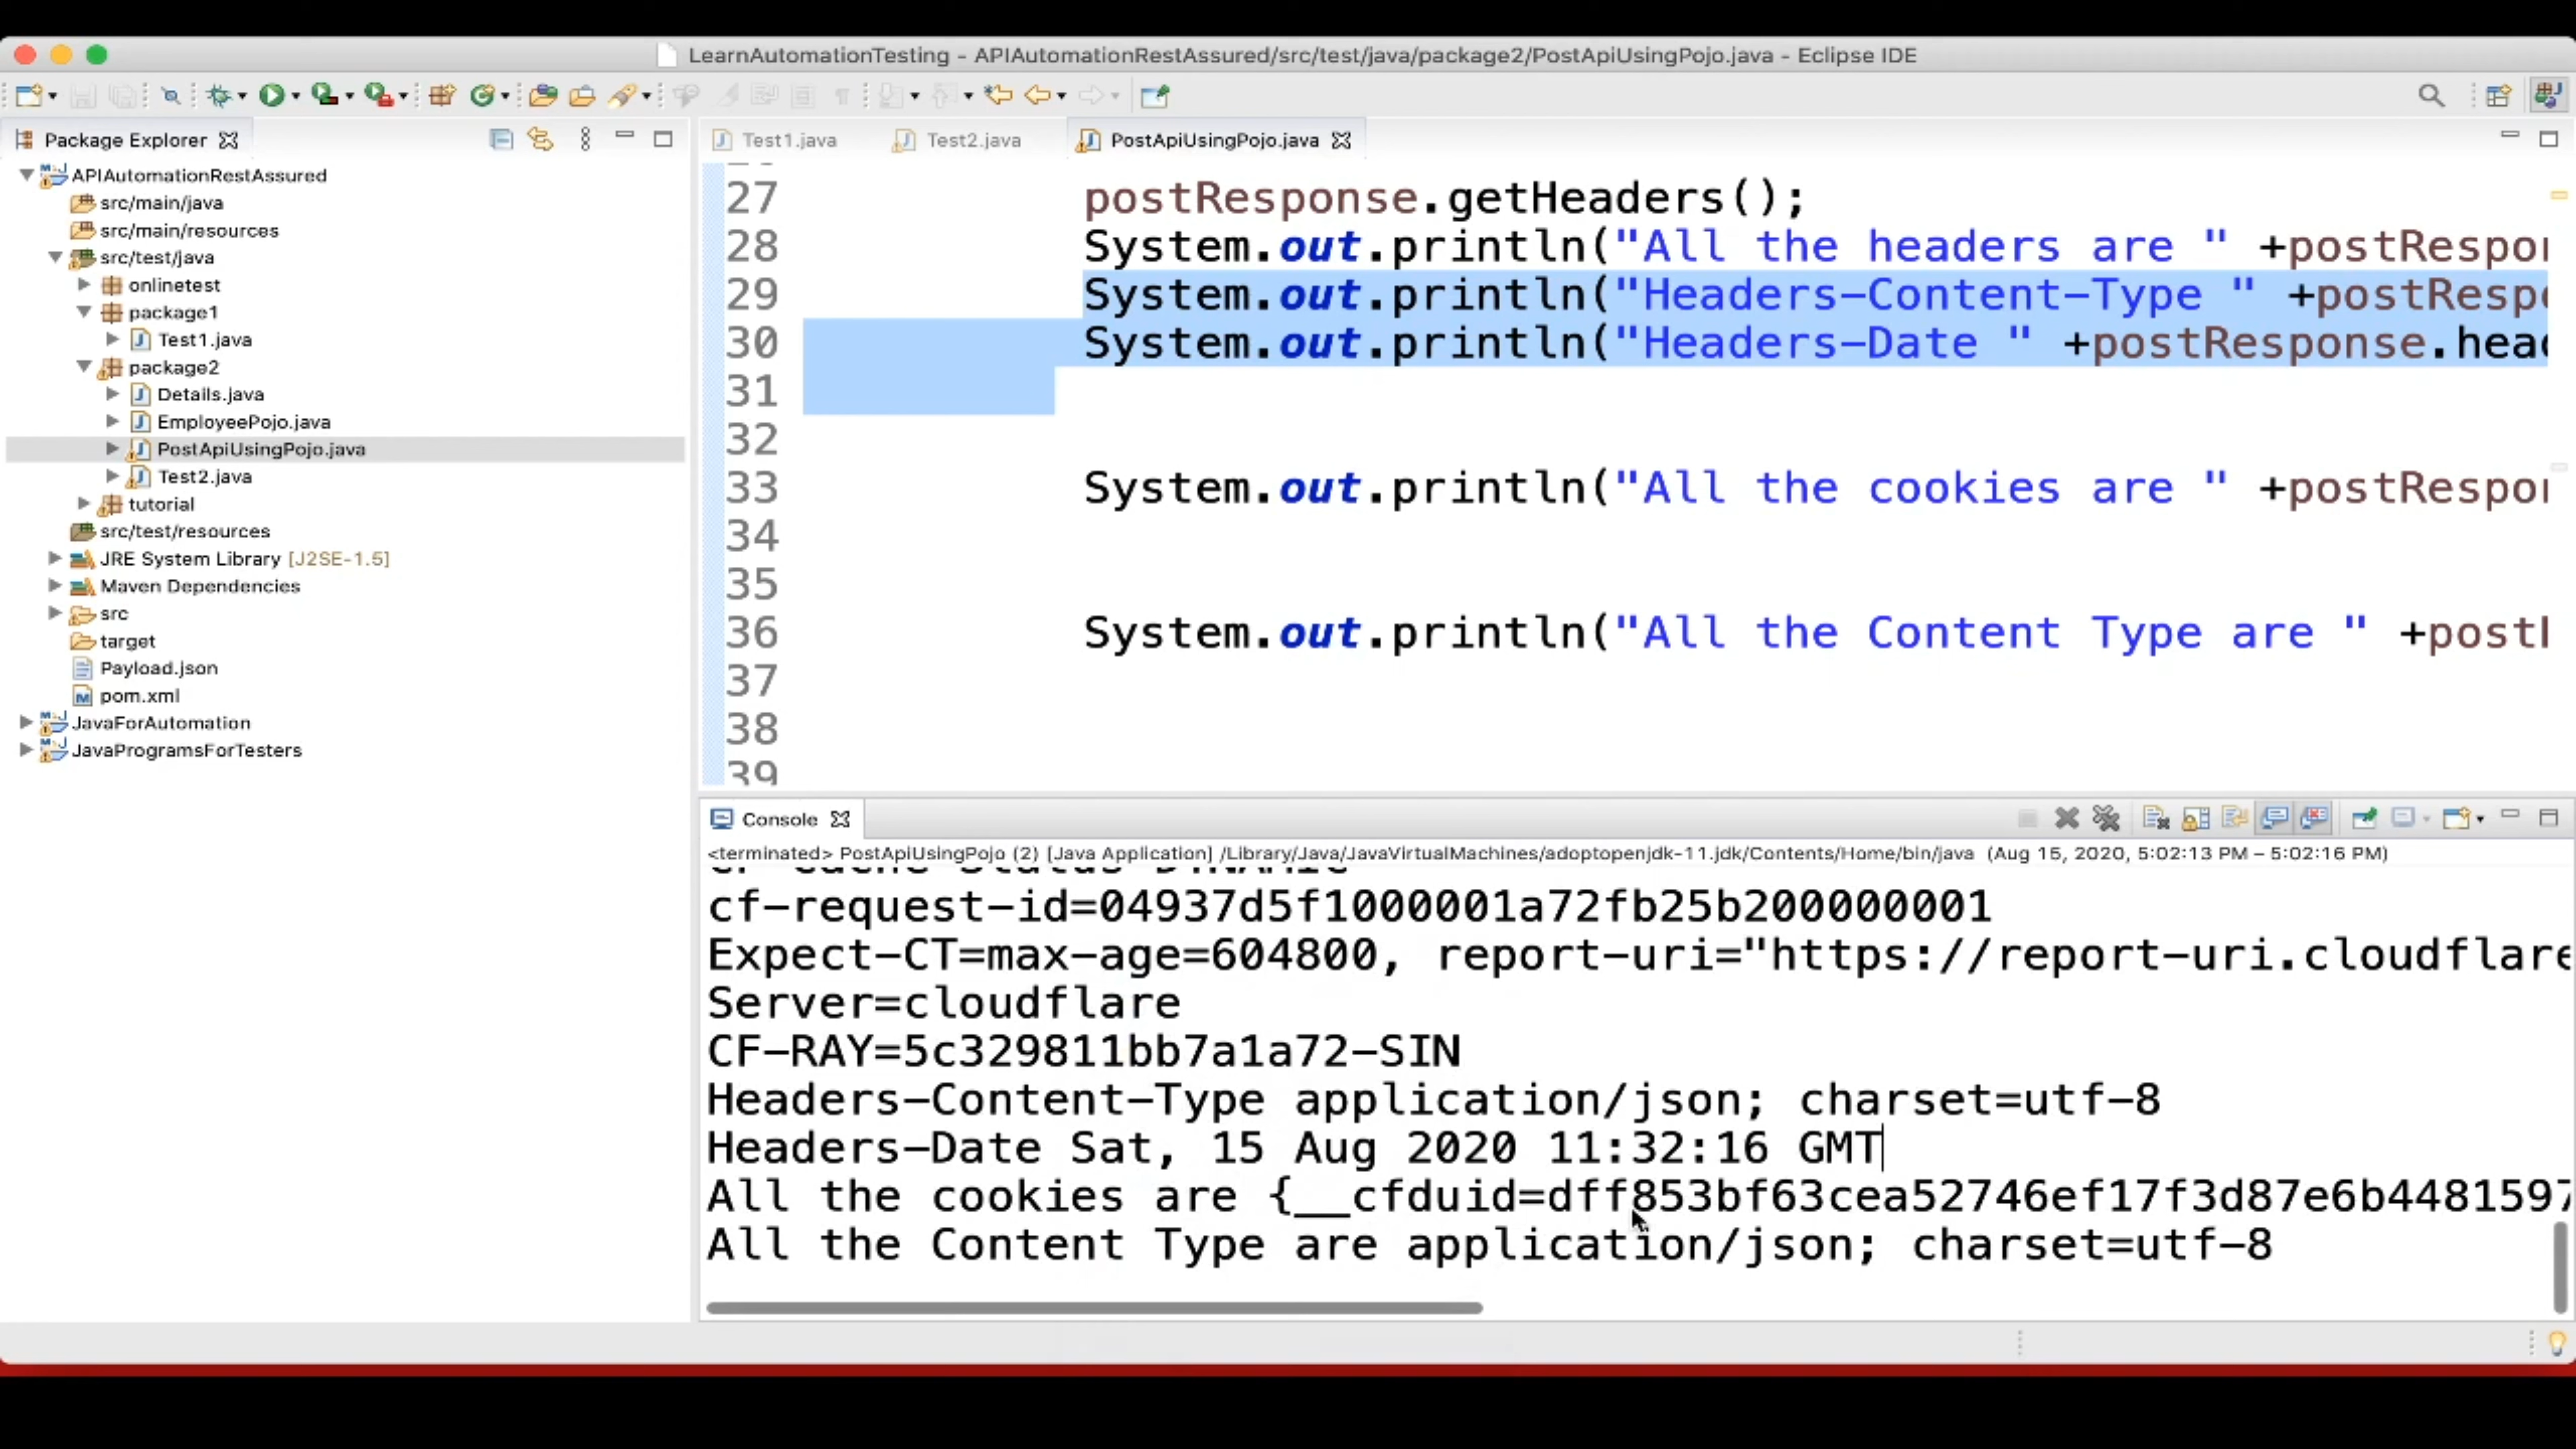 LearnAutomationTesting - APIAutomationRestAssured/src/test/java/package2/PostApiUsingPojo.java - Eclipse IDE
Package Explorer
APIAutomationRestAssured
src/main/java
src/main/resources
src/test/java
onlinetest
package1
Test1.java
package2
Details.java
EmployeePojo.java
PostApiUsingPojo.java
Test2.java
tutorial
src/test/resources
JRE System Library [J2SE-1.5]
Maven Dependencies
src
target
Payload.json
pom.xml
JavaForAutomation
JavaProgramsForTesters
Test1.java Test2.java PostApiUsingPojo.java
27 postResponse.getHeaders();
28 System.out.println("All the headers are " +postRespon
29 System.out.println("Headers-Content-Type " +postRespo
30 System.out.println("Headers-Date " +postResponse.head
31
32
33 System.out.println("All the cookies are " +postRespon
34
35
36 System.out.println("All the Content Type are " +post
37
38
39
Console
<terminated> PostApiUsingPojo (2) [Java Application] /Library/Java/JavaVirtualMachines/adoptopenjdk-11.jdk/Contents/Home/bin/java (Aug 15, 2020, 5:02:13 PM – 5:02:16 PM)
cf-request-id=04937d5f1000001a72fb25b200000001
Expect-CT=max-age=604800, report-uri="https://report-uri.cloudflare
Server=cloudflare
CF-RAY=5c329811bb7a1a72-SIN
Headers-Content-Type application/json; charset=utf-8
Headers-Date Sat, 15 Aug 2020 11:32:16 GMT
All the cookies are {__cfduid=dff853bf63cea52746ef17f3d87e6b4481597
All the Content Type are application/json; charset=utf-8